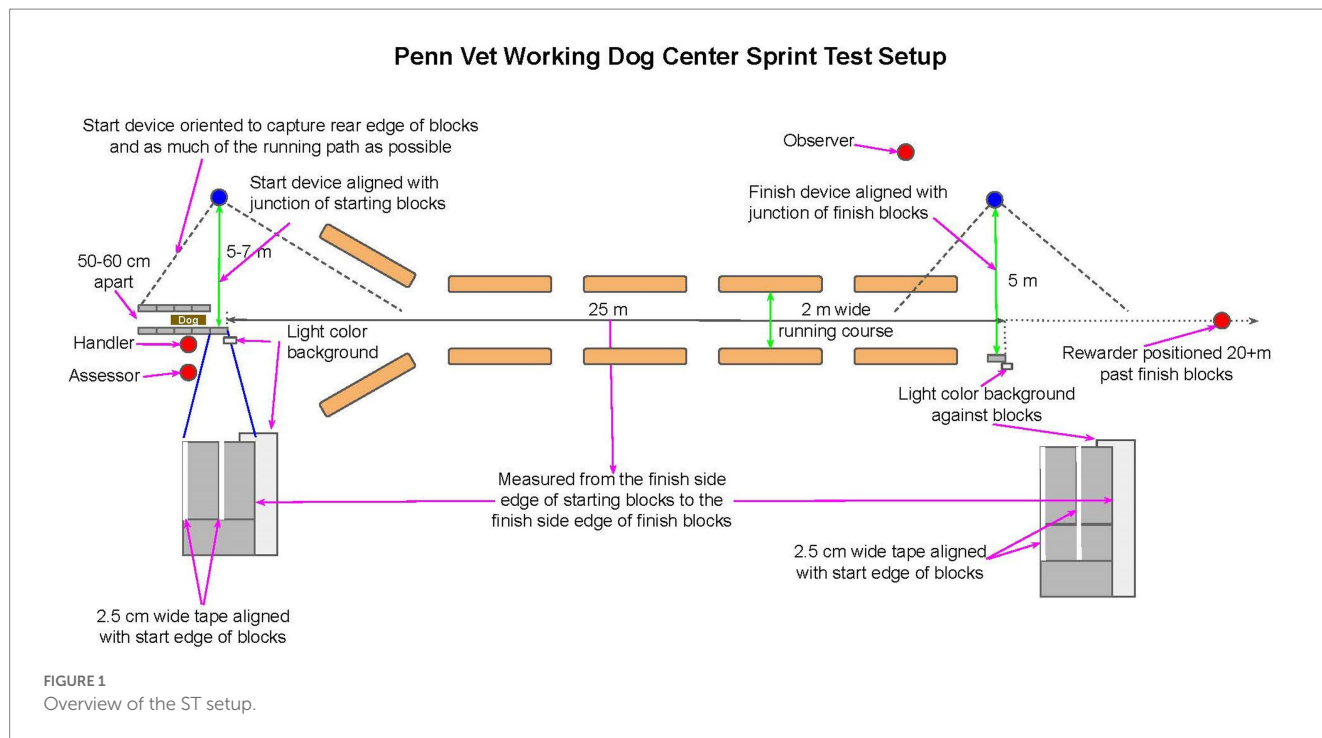 Penn Vet Working Dog Center Sprint Test Setup
Start device oriented to capture rear edge of blocks
and as much of the running path as possible
Observer
Start device aligned with
junction of starting blocks
Finish device aligned with
junction of finish blocks
50-60 cm
apart
5-7 m
5 m
Dog
25 m
2 m wide
running course
Handler
Light color
background
Assessor
Rewarder positioned 20+m
past finish blocks
Light color background
against blocks
Measured from the finish side
edge of starting blocks to the
finish side edge of finish blocks
2.5 cm wide tape aligned
with start edge of blocks
2.5 cm wide tape aligned
with start edge of blocks
FIGURE 1
Overview of the ST setup.